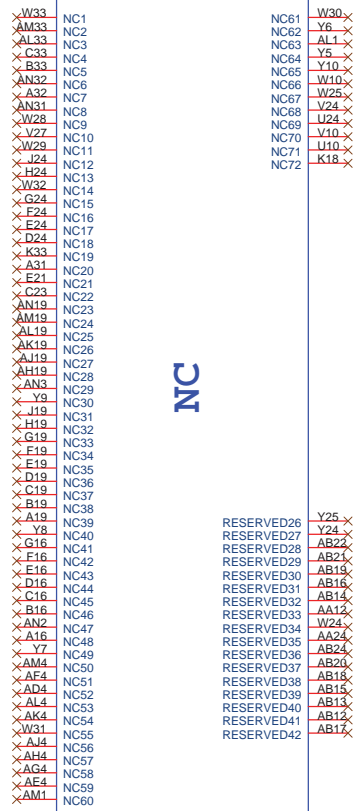 W33 NC1
AM33 NC2
AL33 NC3
C33 NC4
B33 NC5
AN32 NC6
A32 NC7
AN31 NC8
W28 NC9
V27 NC10
W29 NC11
J24 NC12
H24 NC13
W32 NC14
G24 NC15
F24 NC16
E24 NC17
D24 NC18
K33 NC19
A31 NC20
E21 NC21
C23 NC22
AN19 NC23
AM19 NC24
AL19 NC25
AK19 NC26
AJ19 NC27
AH19 NC28
AN3 NC29
Y9 NC30
J19 NC31
H19 NC32
G19 NC33
F19 NC34
E19 NC35
D19 NC36
C19 NC37
B19 NC38
A19 NC39
Y8 NC40
G16 NC41
F16 NC42
E16 NC43
D16 NC44
C16 NC45
B16 NC46
AN2 NC47
A16 NC48
Y7 NC49
AM4 NC50
AF4 NC51
AD4 NC52
AL4 NC53
AK4 NC54
W31 NC55
AJ4 NC56
AH4 NC57
AG4 NC58
AE4 NC59
AM1 NC60
NC
NC61 W30
NC62 Y6
NC63 AL1
NC64 Y5
NC65 Y10
NC66 W10
NC67 W25
NC68 V24
NC69 U24
NC70 V10
NC71 U10
NC72 K18
RESERVED26 Y25
RESERVED27 Y24
RESERVED28 AB22
RESERVED29 AB21
RESERVED30 AB19
RESERVED31 AB16
RESERVED32 AB14
RESERVED33 AA12
RESERVED34 W24
RESERVED35 AA24
RESERVED36 AB24
RESERVED37 AB20
RESERVED38 AB18
RESERVED39 AB15
RESERVED40 AB13
RESERVED41 AB12
RESERVED42 AB17